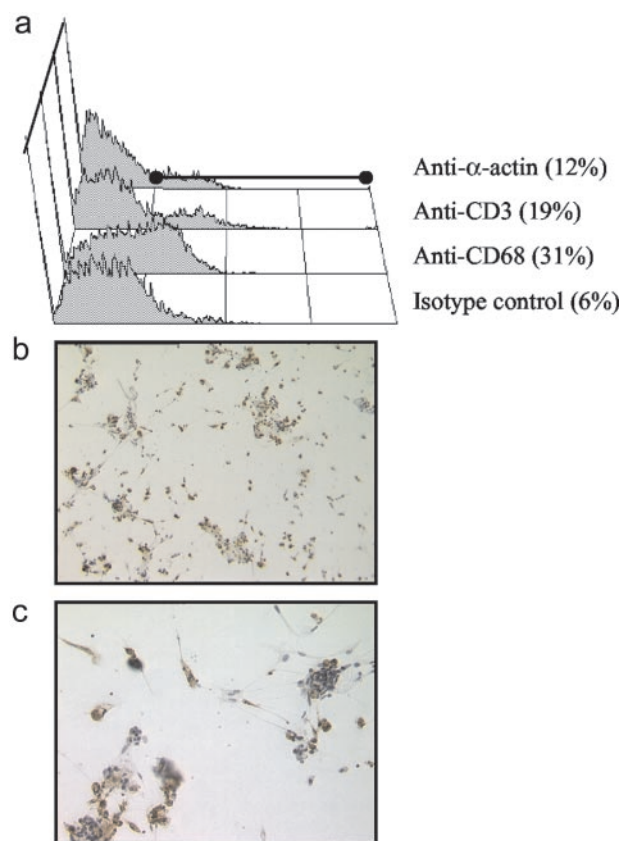 a
Anti-α-actin (12%)
Anti-CD3 (19%)
Anti-CD68 (31%)
Isotype control (6%)
b
c